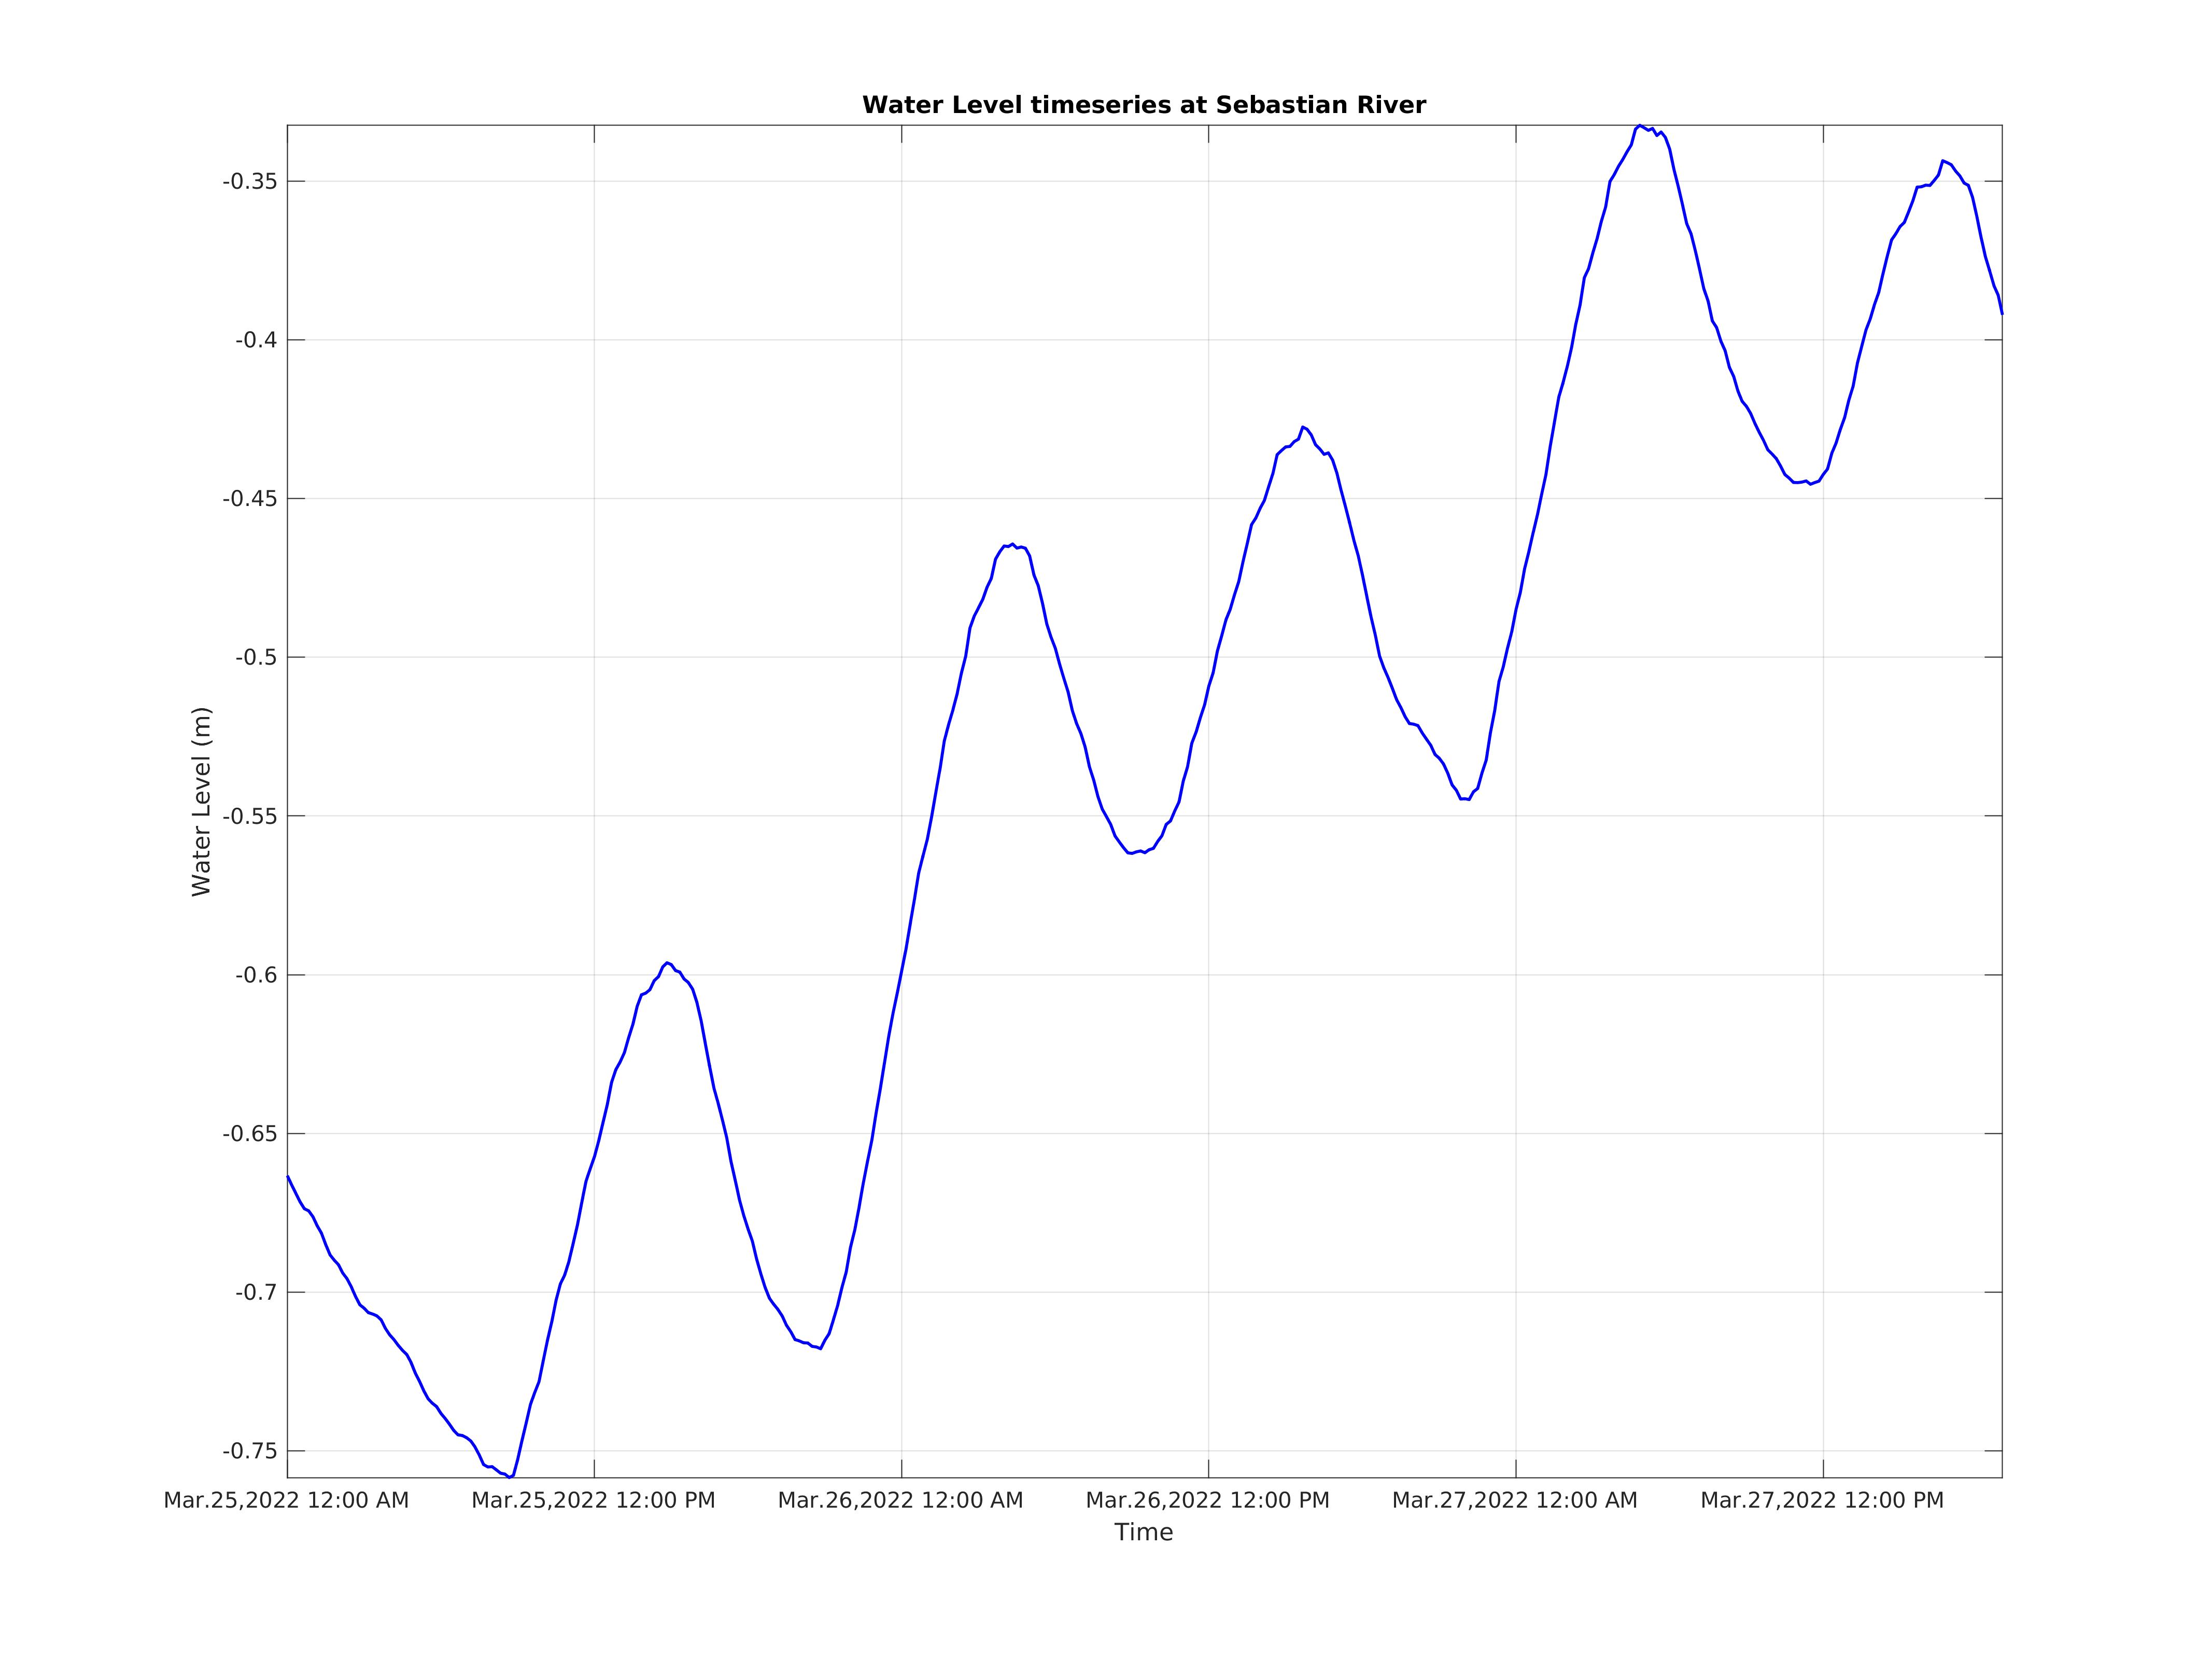 Water Level timeseries at Sebastian River
-0.35
-0.4
-0.45
-0.5
-0.55
-0.6
-0.65
-0.7
-0.75
Water Level (m)
Mar.25,2022 12:00 AM
Mar.25,2022 12:00 PM
Mar.26,2022 12:00 AM
Mar.26,2022 12:00 PM
Mar.27,2022 12:00 AM
Mar.27,2022 12:00 PM
Time